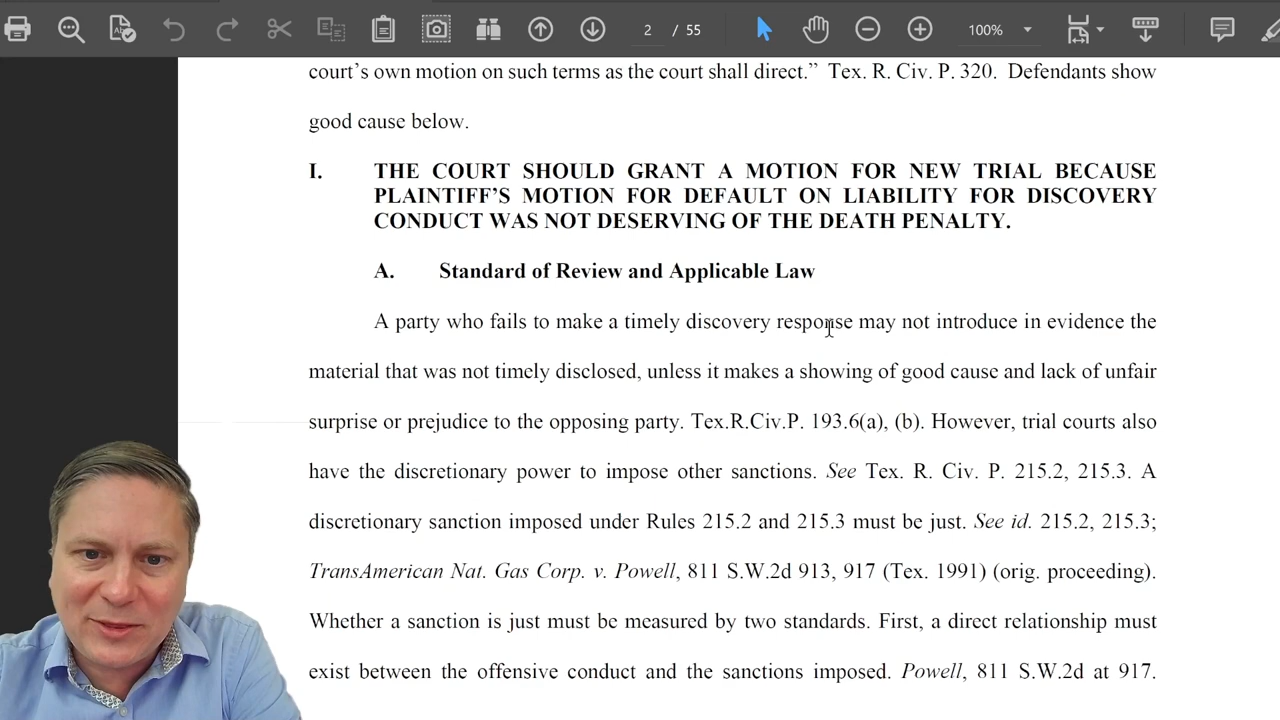 2 / 55
100%
court’s own motion on such terms as the court shall direct.” Tex. R. Civ. P. 320. Defendants show
good cause below.
I. THE COURT SHOULD GRANT A MOTION FOR NEW TRIAL BECAUSE
PLAINTIFF’S MOTION FOR DEFAULT ON LIABILITY FOR DISCOVERY
CONDUCT WAS NOT DESERVING OF THE DEATH PENALTY.
A. Standard of Review and Applicable Law
A party who fails to make a timely discovery response may not introduce in evidence the
material that was not timely disclosed, unless it makes a showing of good cause and lack of unfair
surprise or prejudice to the opposing party. Tex.R.Civ.P. 193.6(a), (b). However, trial courts also
have the discretionary power to impose other sanctions. See Tex. R. Civ. P. 215.2, 215.3. A
discretionary sanction imposed under Rules 215.2 and 215.3 must be just. See id. 215.2, 215.3;
TransAmerican Nat. Gas Corp. v. Powell, 811 S.W.2d 913, 917 (Tex. 1991) (orig. proceeding).
Whether a sanction is just must be measured by two standards. First, a direct relationship must
exist between the offensive conduct and the sanctions imposed. Powell, 811 S.W.2d at 917.